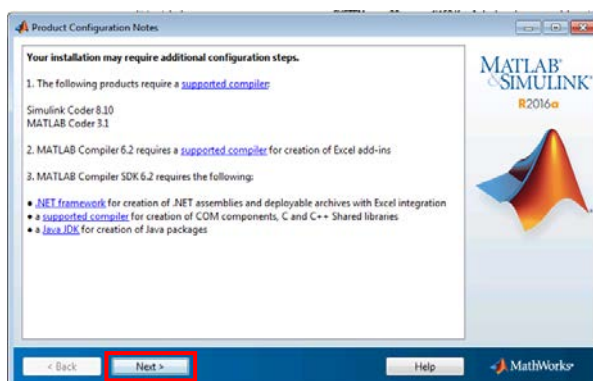 Product Configuration Notes
Your installation may require additional configuration steps.
1. The following products require a supported compiler:
Simulink Coder 8.10
MATLAB Coder 3.1
2. MATLAB Compiler 6.2 requires a supported compiler for creation of Excel add-ins
3. MATLAB Compiler SDK 6.2 requires the following:
• .NET framework for creation of .NET assemblies and deployable archives with Excel integration
• a supported compiler for creation of COM components, C and C++ Shared libraries
• a Java JDK for creation of Java packages
MATLAB®
&SIMULINK®
R2016a
< Back
Next >
Help
MathWorks®